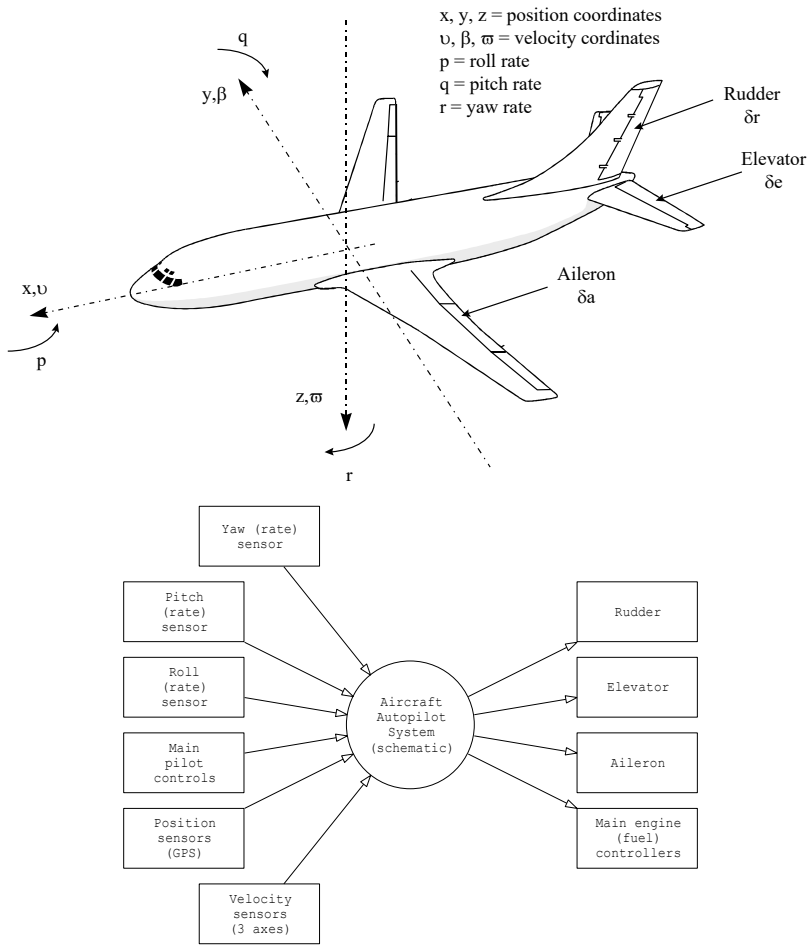 x, y, z = position coordinates
υ, β, ϖ = velocity cordinates
p = roll rate
q = pitch rate
r = yaw rate
q
y,β
Rudder
δr
Elevator
δe
Aileron
δa
x,υ
p
z,ϖ
r
Yaw (rate)
sensor
Pitch
(rate)
sensor
Roll
(rate)
sensor
Main
pilot
controls
Position
sensors
(GPS)
Velocity
sensors
(3 axes)
Aircraft
Autopilot
System
(schematic)
Rudder
Elevator
Aileron
Main engine
(fuel)
controllers